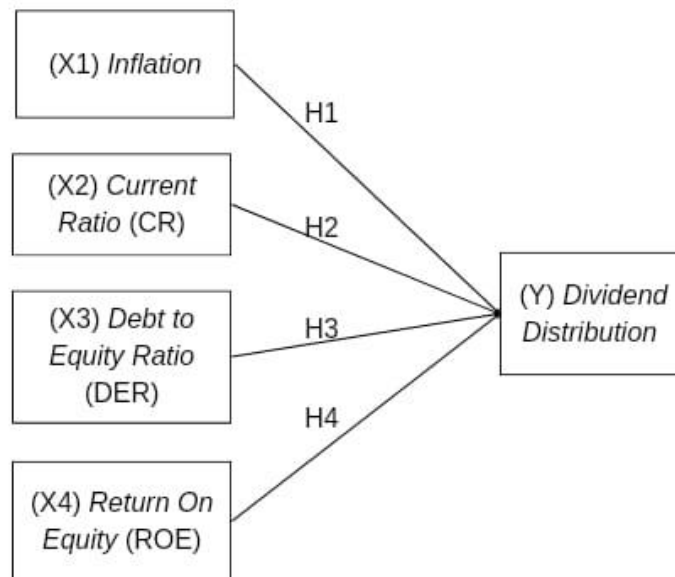 (X1) Inflation
H1
(X2) Current
Ratio (CR)
H2
(X3) Debt to
Equity Ratio
(DER)
H3
(X4) Return On
Equity (ROE)
H4
(Y) Dividend
Distribution